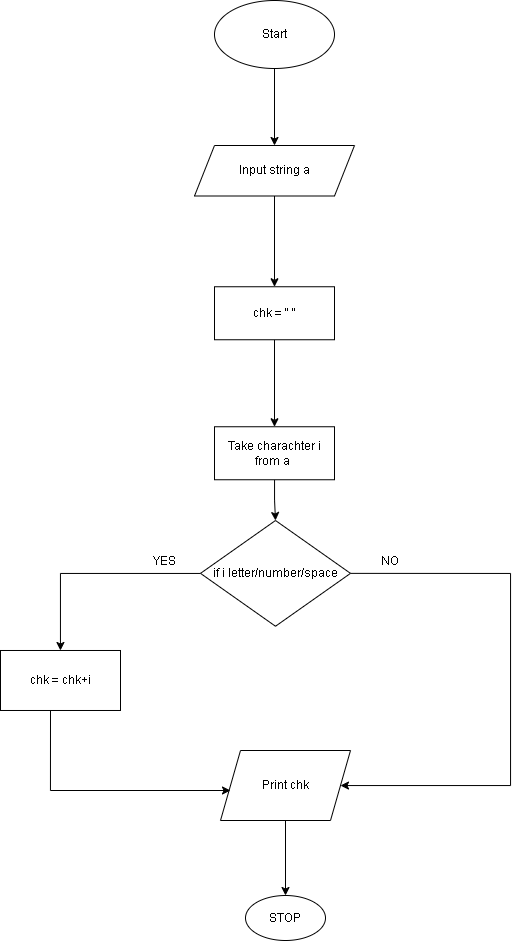 Start
Input string a
chk = " "
Take charachter i
from a
if i letter/number/space
YES
NO
chk = chk+i
Print chk
STOP